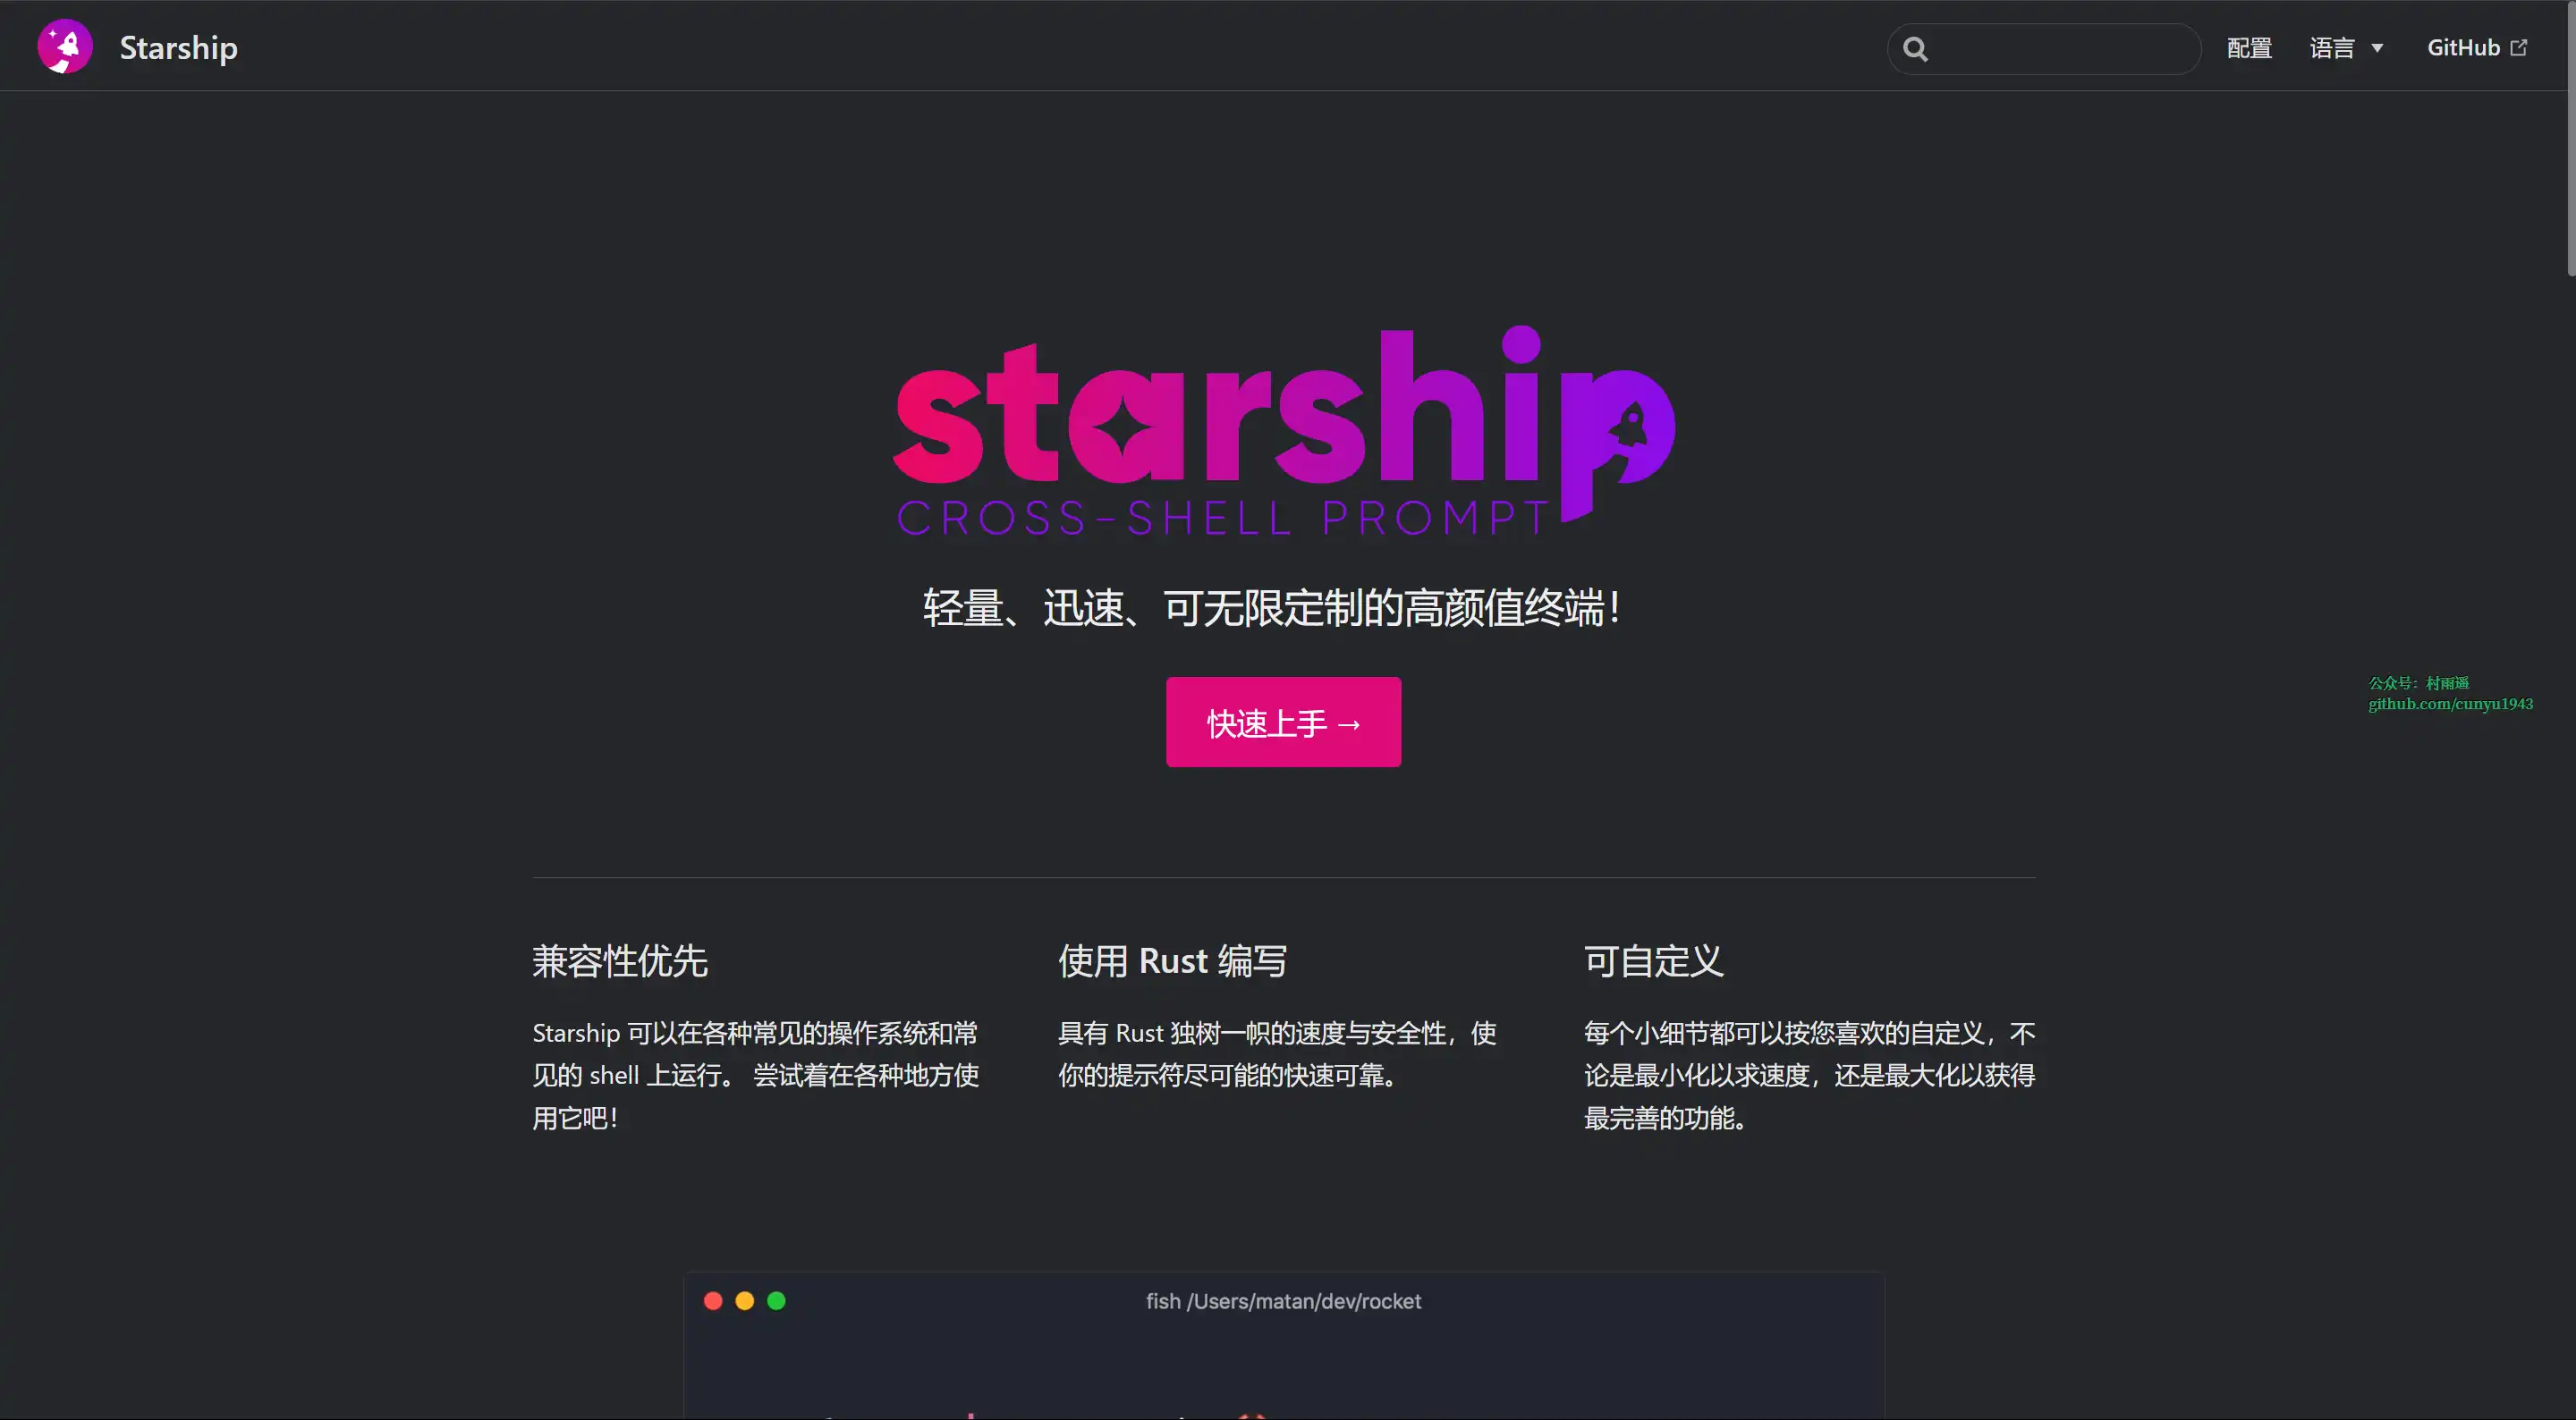 Starship
配置
语言
GitHub
starship
CROSS-SHELL PROMPT
轻量、迅速、可无限定制的高颜值终端！
快速上手 →
公众号：村雨遥
github.com/cunyu1943
兼容性优先
Starship 可以在各种常见的操作系统和常
见的 shell 上运行。 尝试着在各种地方使
用它吧！
使用 Rust 编写
具有 Rust 独树一帜的速度与安全性，使
你的提示符尽可能的快速可靠。
可自定义
每个小细节都可以按您喜欢的自定义，不
论是最小化以求速度，还是最大化以获得
最完善的功能。
fish /Users/matan/dev/rocket